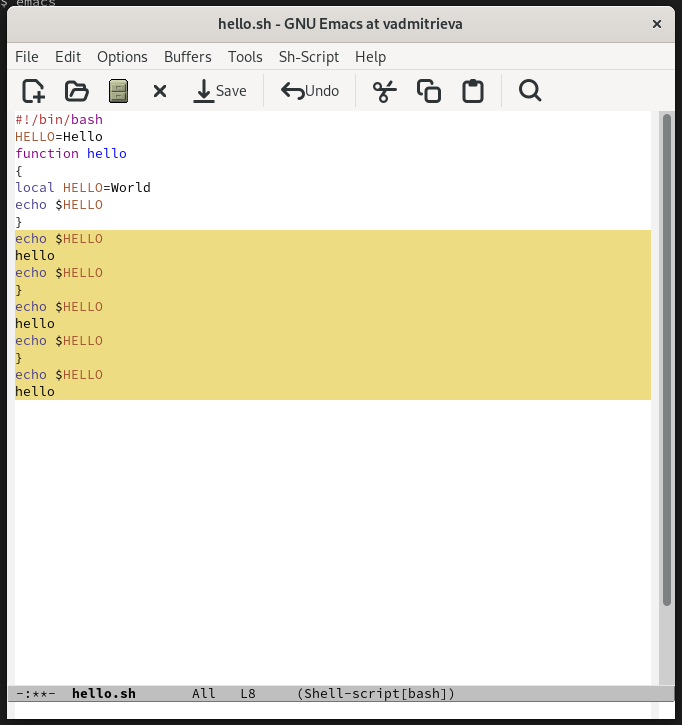 $ emacs
hello.sh - GNU Emacs at vadmitrieva
File Edit Options Buffers Tools Sh-Script Help
Save Undo
#!/bin/bash
HELLO=Hello
function hello
{
local HELLO=World
echo $HELLO
}
echo $HELLO
hello
echo $HELLO
}
echo $HELLO
hello
echo $HELLO
}
echo $HELLO
hello
-:**- hello.sh All L8 (Shell-script[bash])